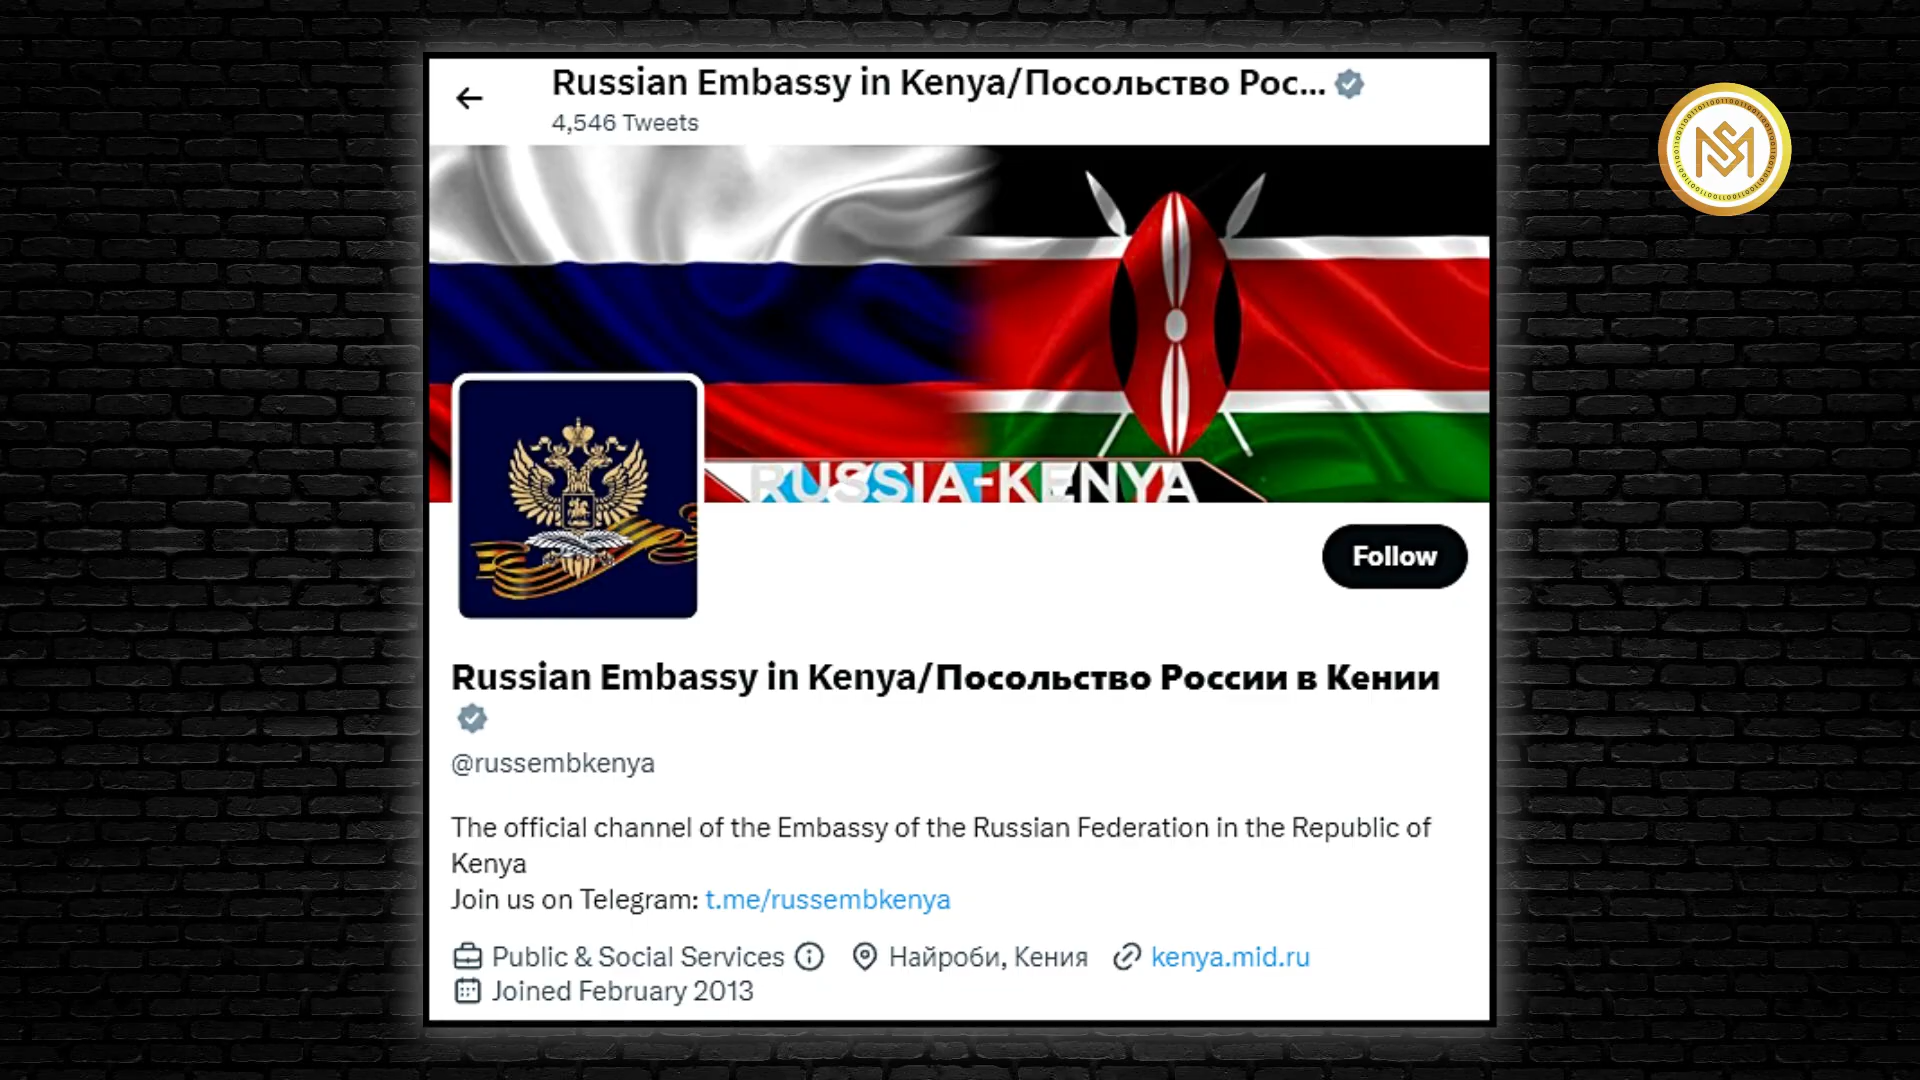 Russian Embassy in Kenya/Посольство Рос...
4,546 Tweets
RUSSIA-KENYA
Follow
Russian Embassy in Kenya/Посольство России в Кении
@russembkenya
The official channel of the Embassy of the Russian Federation in the Republic of
Kenya
Join us on Telegram: t.me/russembkenya
Public & Social Services Найроби, Кения kenya.mid.ru
Joined February 2013